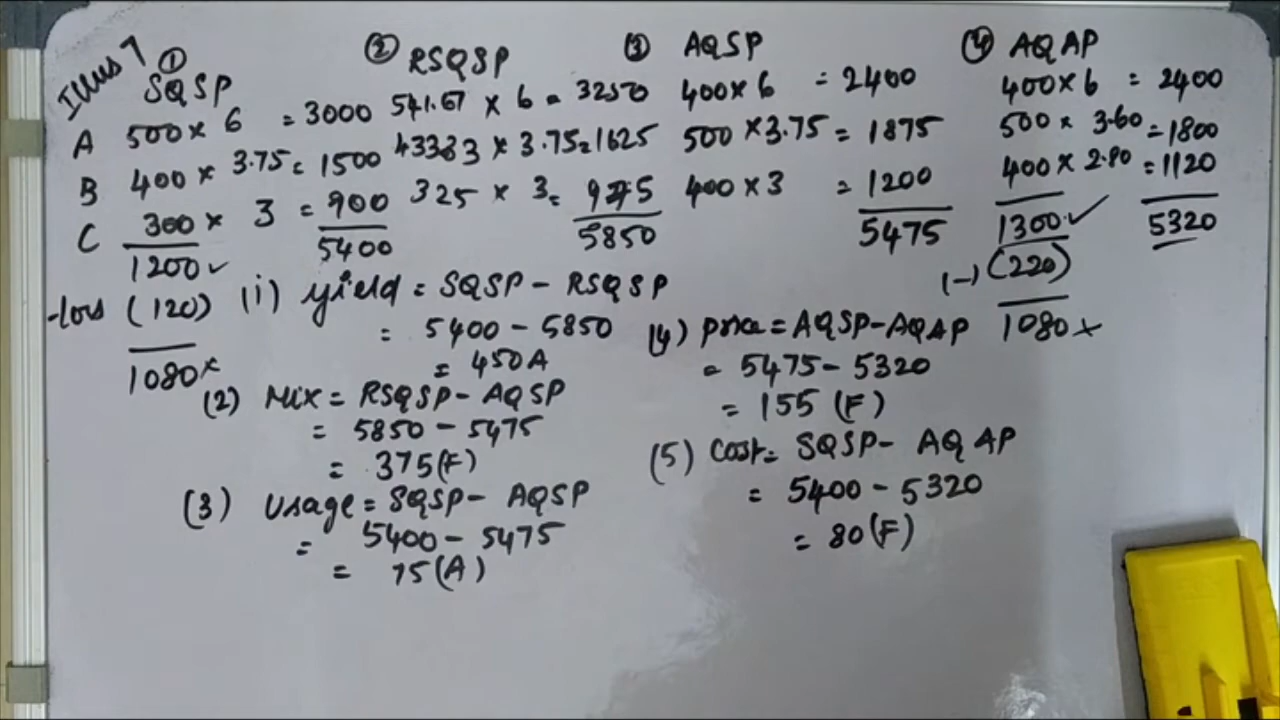 Illus 7
① SQSP ② RSQSP ③ AQSP ④ AQAP
A 500 × 6 = 3000 541.67 × 6 = 3250 400 × 6 = 2400 400 × 6 = 2400
B 400 × 3.75 = 1500 43333 × 3.75 = 1625 500 × 3.75 = 1875 500 × 3.60 = 1800
C 300 × 3 = 900 325 × 3 = 975 400 × 3 = 1200 400 × 2.80 = 1120
1200✓ 5400 5850 5475 1300✓ 5320
-loss (120) (-) (220)
1080× 1080×
(i) yield = SQSP - RSQSP
= 5400 - 5850
= 450A
(2) Mix = RSQSP - AQSP
= 5850 - 5475
= 375(F)
(3) Usage = SQSP - AQSP
= 5400 - 5475
= 75(A)
(4) price = AQSP - AQAP
= 5475 - 5320
= 155 (F)
(5) Cost = SQSP - AQAP
= 5400 - 5320
= 80(F)